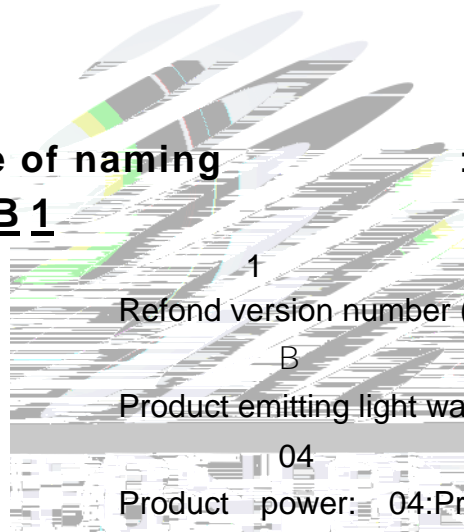 e of naming :
B 1
1
Refond version number (
B
Product emitting light wa
04
Product power: 04:Pr